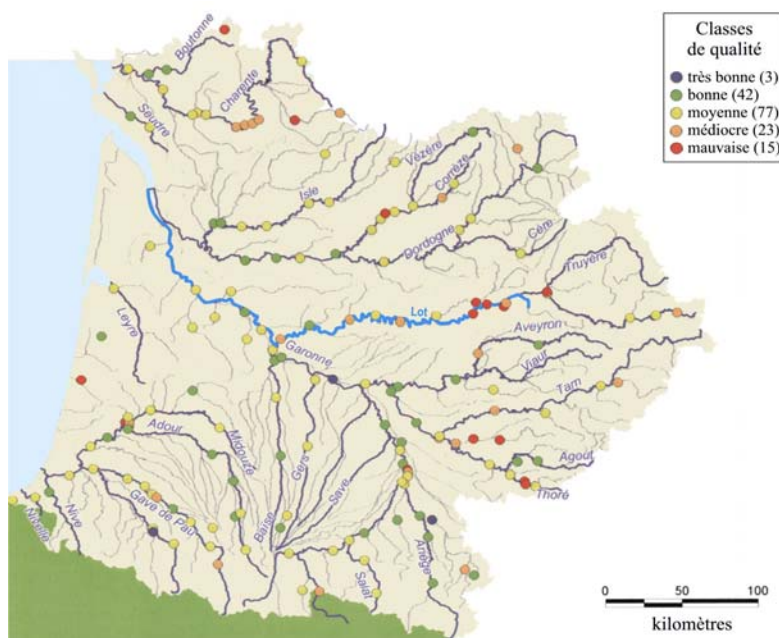 Classes
de qualité
très bonne (3)
bonne (42)
moyenne (77)
médiocre (23)
mauvaise (15)
Boutonne
Charente
Seudre
Vézère
Corrèze
Isle
Dordogne
Cère
Truyère
Lot
Leyre
Garonne
Aveyron
Viaur
Tarn
Adour
Midouze
Gers
Save
Baïse
Agout
Thoré
Gave de Pau
Nive
Nivelle
Ariège
Salat
0 50 100
kilomètres